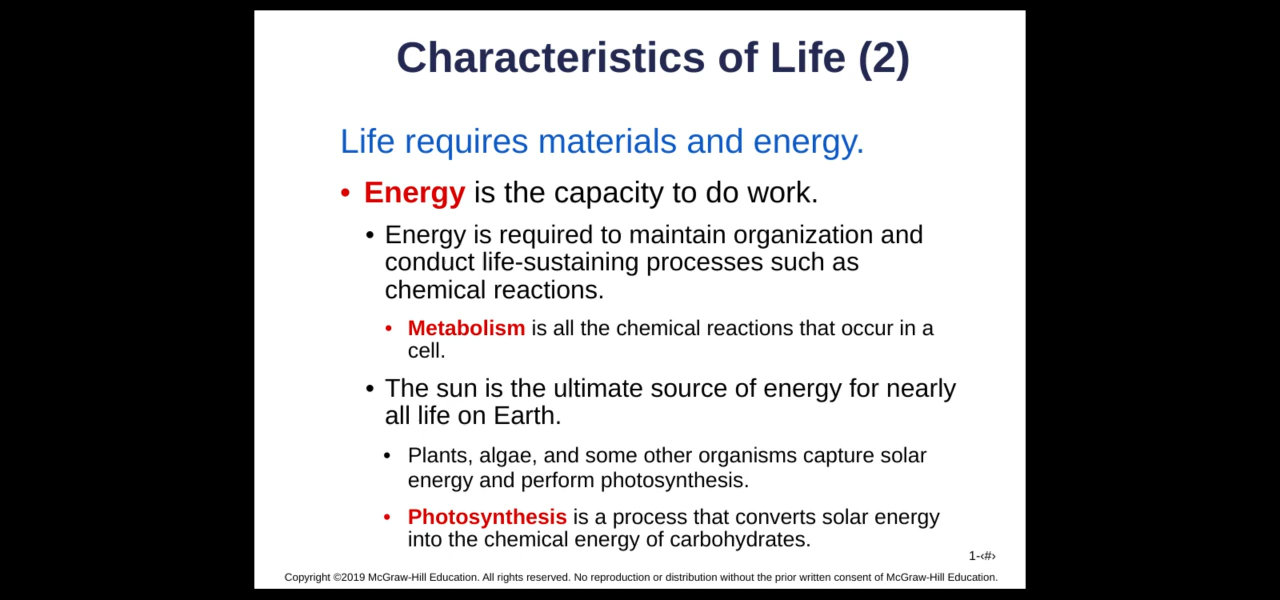 Characteristics of Life (2)
Life requires materials and energy.
• Energy is the capacity to do work.
• Energy is required to maintain organization and
conduct life-sustaining processes such as
chemical reactions.
• Metabolism is all the chemical reactions that occur in a
cell.
• The sun is the ultimate source of energy for nearly
all life on Earth.
• Plants, algae, and some other organisms capture solar
energy and perform photosynthesis.
• Photosynthesis is a process that converts solar energy
into the chemical energy of carbohydrates.
1-‹#›
Copyright ©2019 McGraw-Hill Education. All rights reserved. No reproduction or distribution without the prior written consent of McGraw-Hill Education.